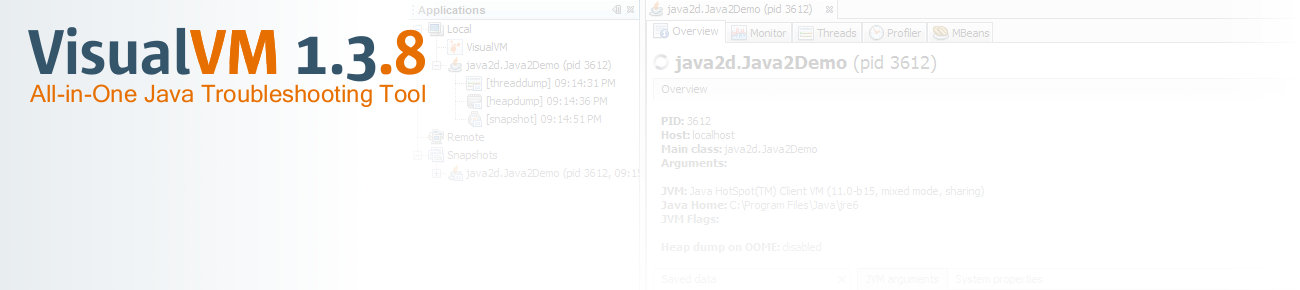 VisualVM 1.3.8
All-in-One Java Troubleshooting Tool
Applications
Local
VisualVM
java2d.Java2Demo (pid 3612)
[threaddump] 09:14:31 PM
[heapdump] 09:14:36 PM
[snapshot] 09:14:51 PM
Remote
Snapshots
java2d.Java2Demo (pid 3612, 09:15
java2d.Java2Demo (pid 3612)
Overview Monitor Threads Profiler MBeans
java2d.Java2Demo (pid 3612)
Overview
PID: 3612
Host: localhost
Main class: java2d.Java2Demo
Arguments:
JVM: Java HotSpot(TM) Client VM (11.0-b15, mixed mode, sharing)
Java Home: C:\Program Files\Java\jre6
JVM Flags:
Heap dump on OOME: disabled
Saved data JVM arguments System properties